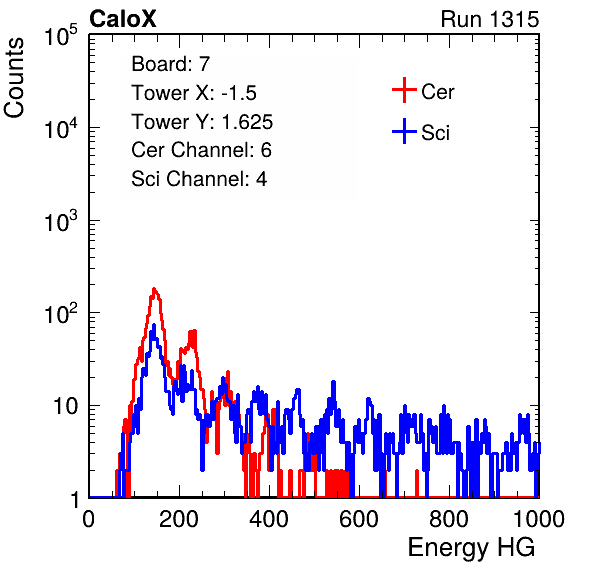 CaloX Run 1315
Counts
Board: 7
Tower X: -1.5
Tower Y: 1.625
Cer Channel: 6
Sci Channel: 4
Cer
Sci
10^5
10^4
10^3
10^2
10
1
0 200 400 600 800 1000
Energy HG